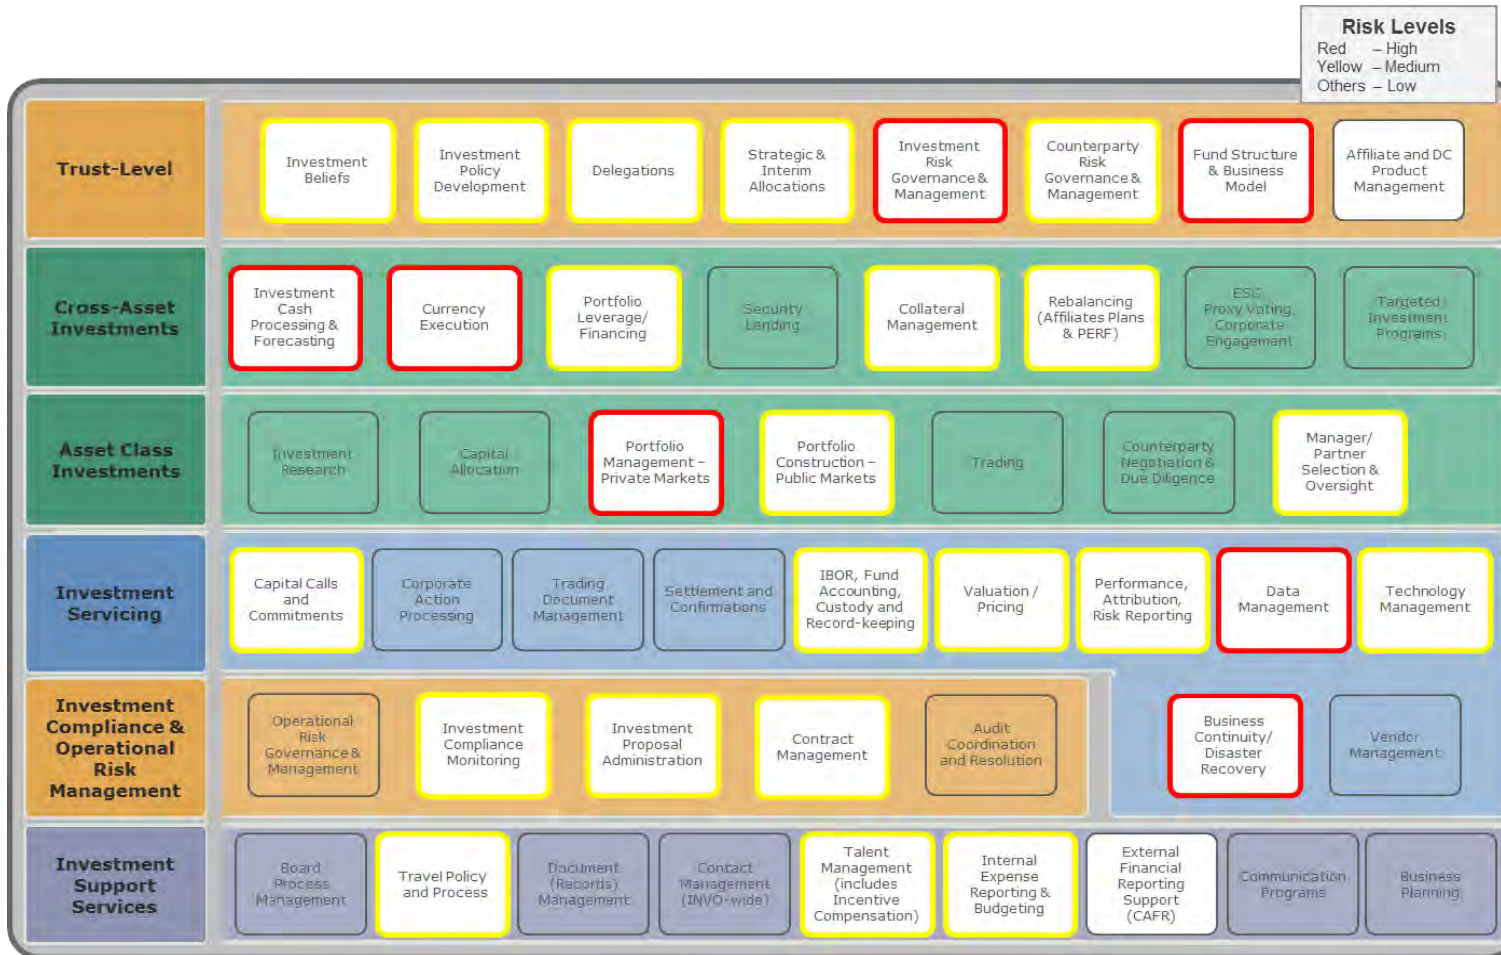 Risk Levels
Red – High
Yellow – Medium
Others – Low
Trust-Level
Investment
Beliefs
Investment
Policy
Development
Delegations
Strategic &
Interim
Allocations
Investment
Risk
Governance &
Management
Counterparty
Risk
Governance &
Management
Fund Structure
& Business
Model
Affiliate and DC
Product
Management
Cross-Asset
Investments
Investment
Cash
Processing &
Forecasting
Currency
Execution
Portfolio
Leverage/
Financing
Security
Lending
Collateral
Management
Rebalancing
(Affiliates Plans
& PERF)
ESG
Proxy Voting,
Corporate
Engagement
Targeted
Investment
Programs
Asset Class
Investments
Investment
Research
Capital
Allocation
Portfolio
Management –
Private Markets
Portfolio
Construction –
Public Markets
Trading
Counterparty
Negotiation &
Due Diligence
Manager/
Partner
Selection &
Oversight
Investment
Servicing
Capital Calls
and
Commitments
Corporate
Action
Processing
Trading
Document
Management
Settlement and
Confirmations
IBOR, Fund
Accounting,
Custody and
Record-keeping
Valuation /
Pricing
Performance,
Attribution,
Risk Reporting
Data
Management
Technology
Management
Investment
Compliance &
Operational
Risk
Management
Operational
Risk
Governance &
Management
Investment
Compliance
Monitoring
Investment
Proposal
Administration
Contract
Management
Audit
Coordination
and Resolution
Business
Continuity/
Disaster
Recovery
Vendor
Management
Investment
Support
Services
Board
Process
Management
Travel Policy
and Process
Document
(Records)
Management
Contact
Management
(INVO-wide)
Talent
Management
(includes
Incentive
Compensation)
Internal
Expense
Reporting &
Budgeting
External
Financial
Reporting
Support
(CAFR)
Communication
Programs
Business
Planning